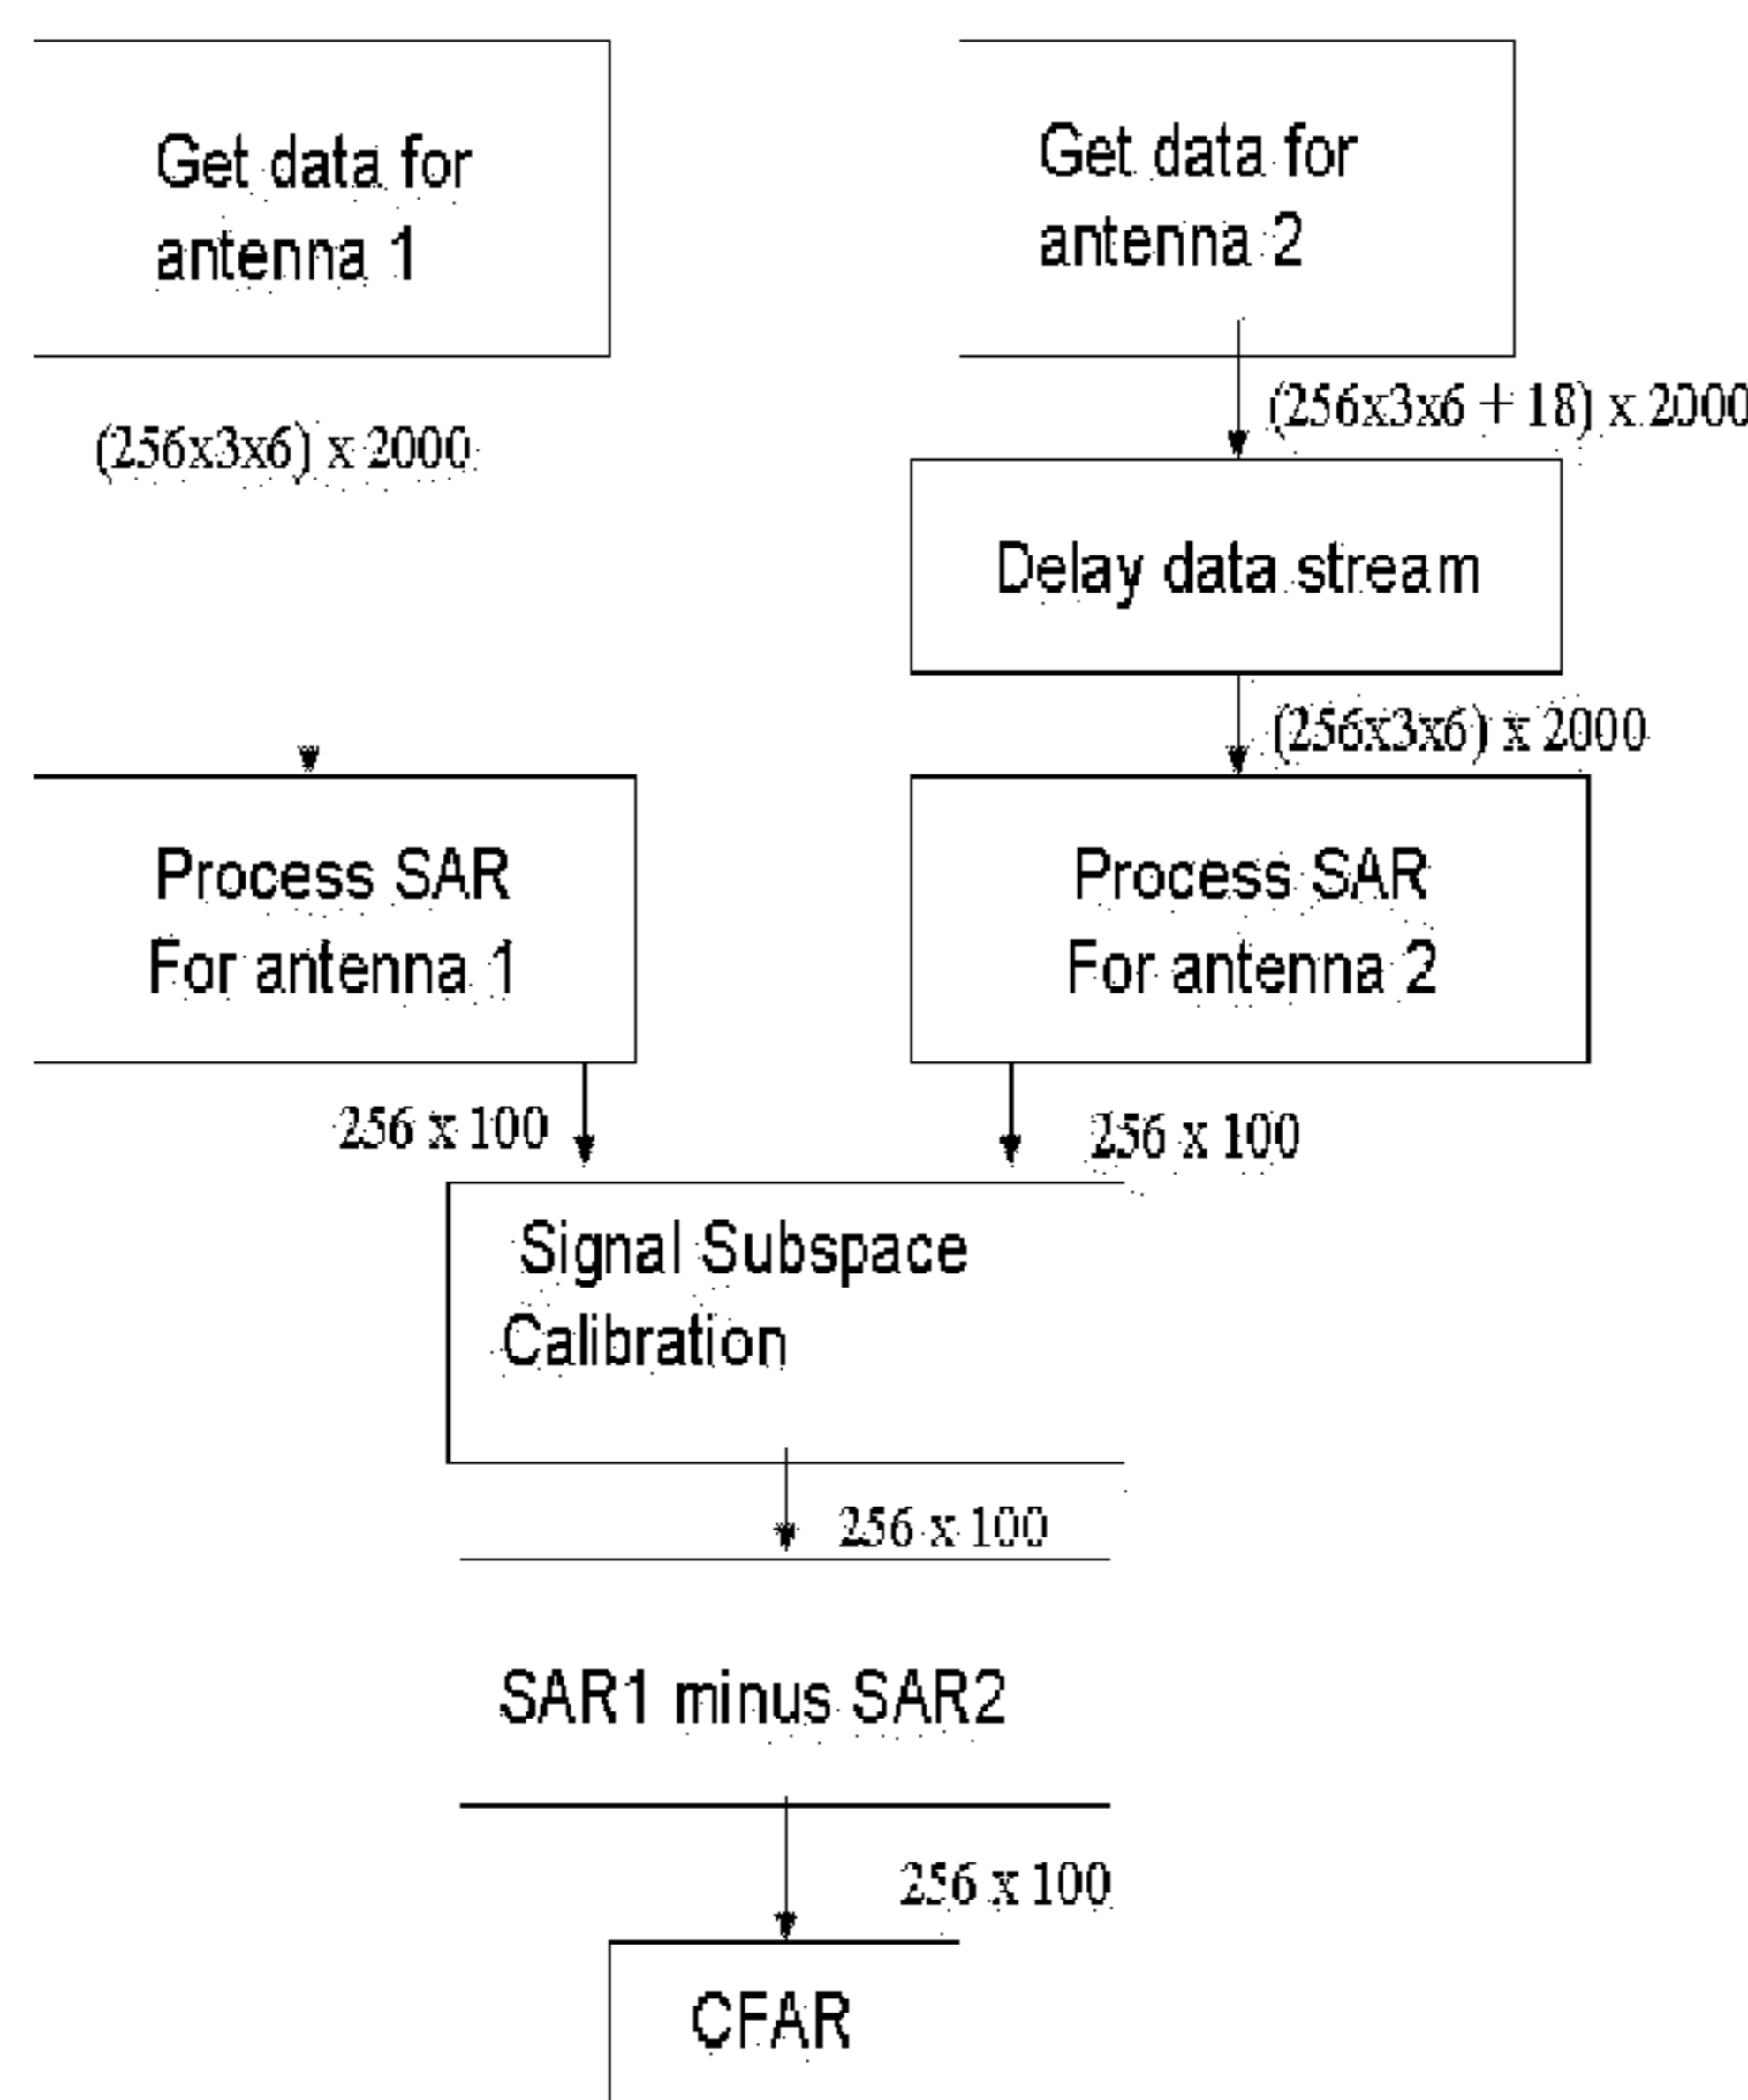 Get data for
antenna 1
Get data for
antenna 2
(256x3x6) x 2000
(256x3x6 + 18) x 2000
Delay data stream
(256x3x6) x 2000
Process SAR
For antenna 1
Process SAR
For antenna 2
256 x 100
256 x 100
Signal Subspace
Calibration
256 x 100
SAR1 minus SAR2
256 x 100
CFAR